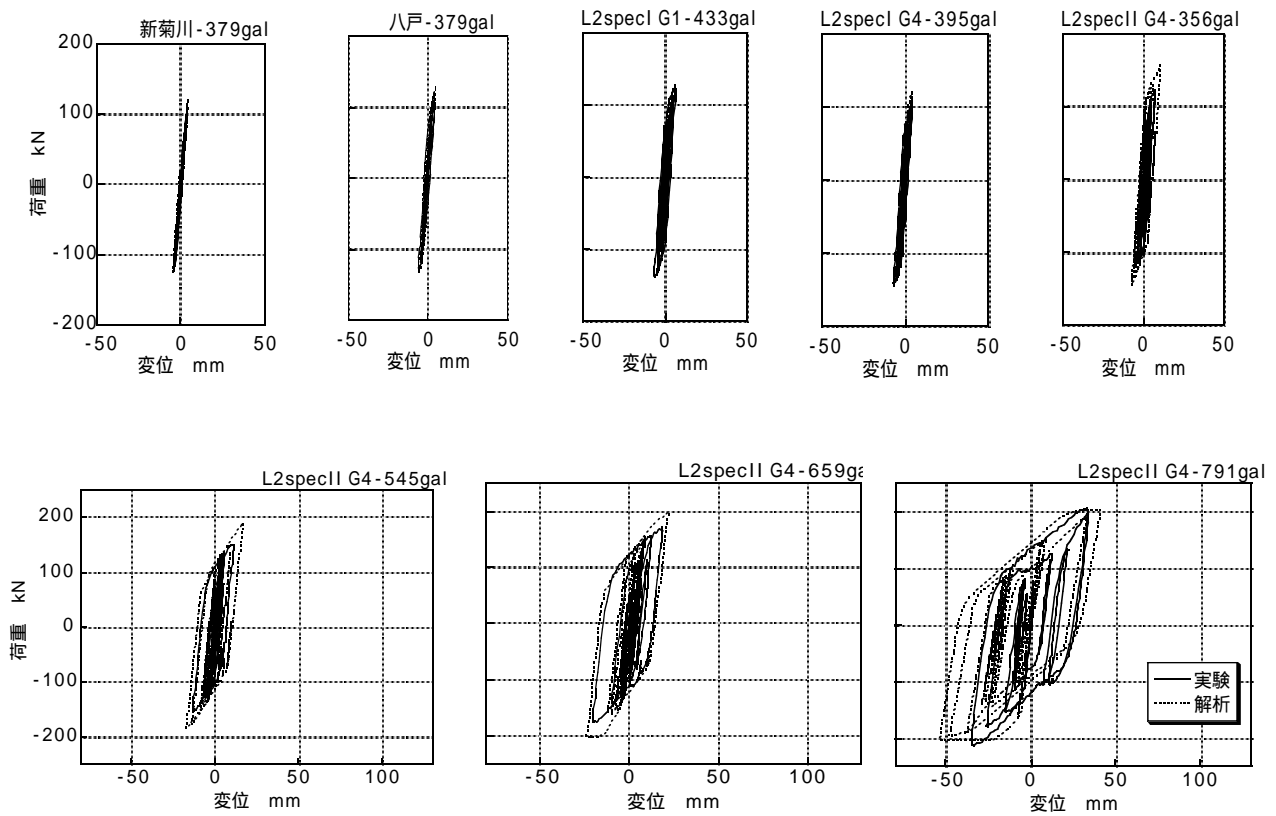 新菊川-379gal
200
100
0
-100
-200
荷重 kN
-50 0 50
変位 mm
八戸-379gal
-50 0 50
変位 mm
L2specI G1-433gal
-50 0 50
変位 mm
L2specI G4-395gal
-50 0 50
変位 mm
L2specII G4-356gal
-50 0 50
変位 mm
L2specII G4-545gal
200
100
0
-100
-200
荷重 kN
-50 0 50 100
変位 mm
L2specII G4-659ga
-50 0 50 100
変位 mm
L2specII G4-791gal
実験
解析
-50 0 50 100
変位 mm